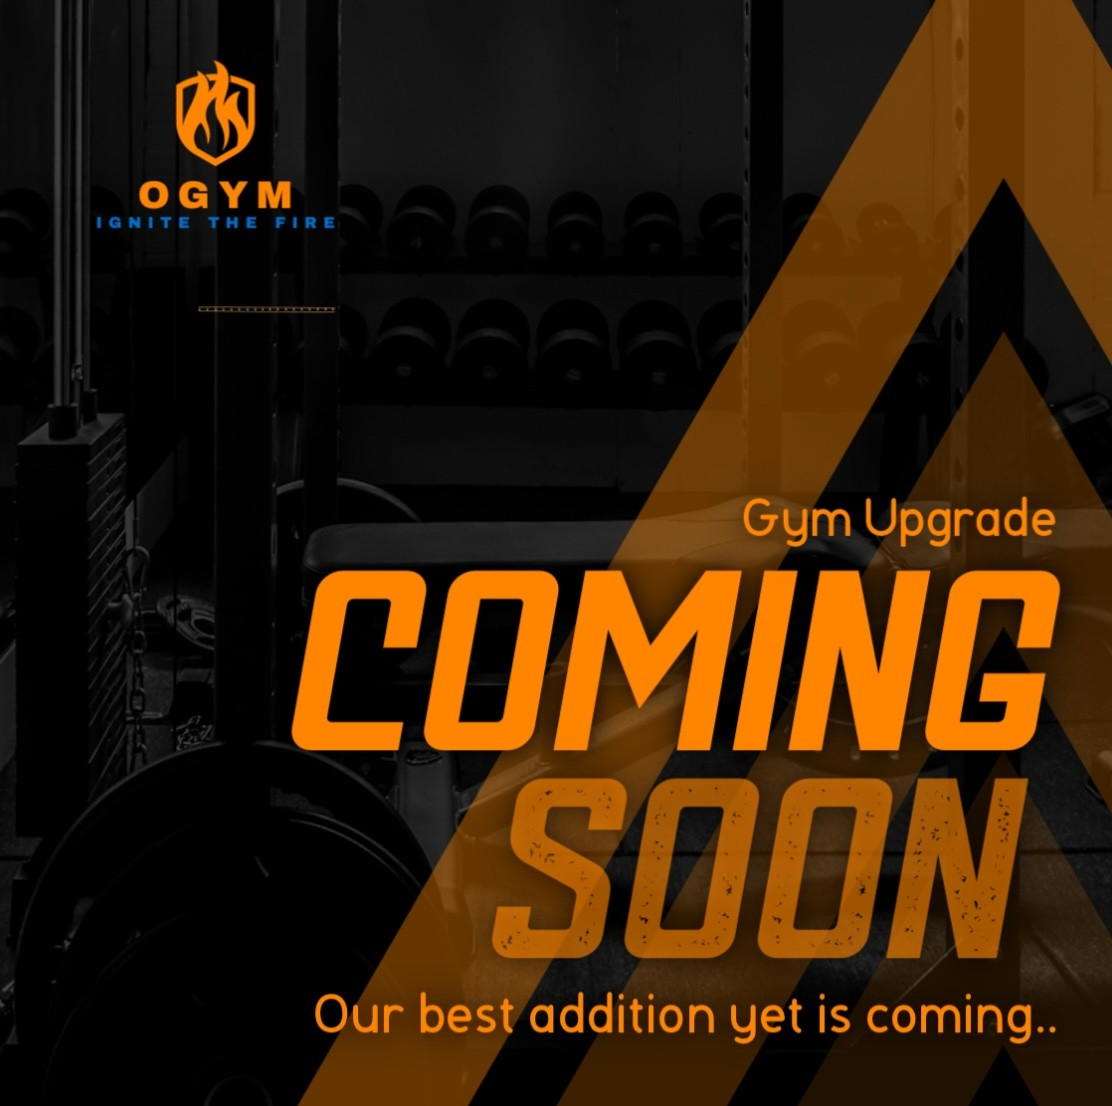 OGYM
IGNITE THE FIRE
Gym Upgrade
COMING
SOON
Our best addition yet is coming..